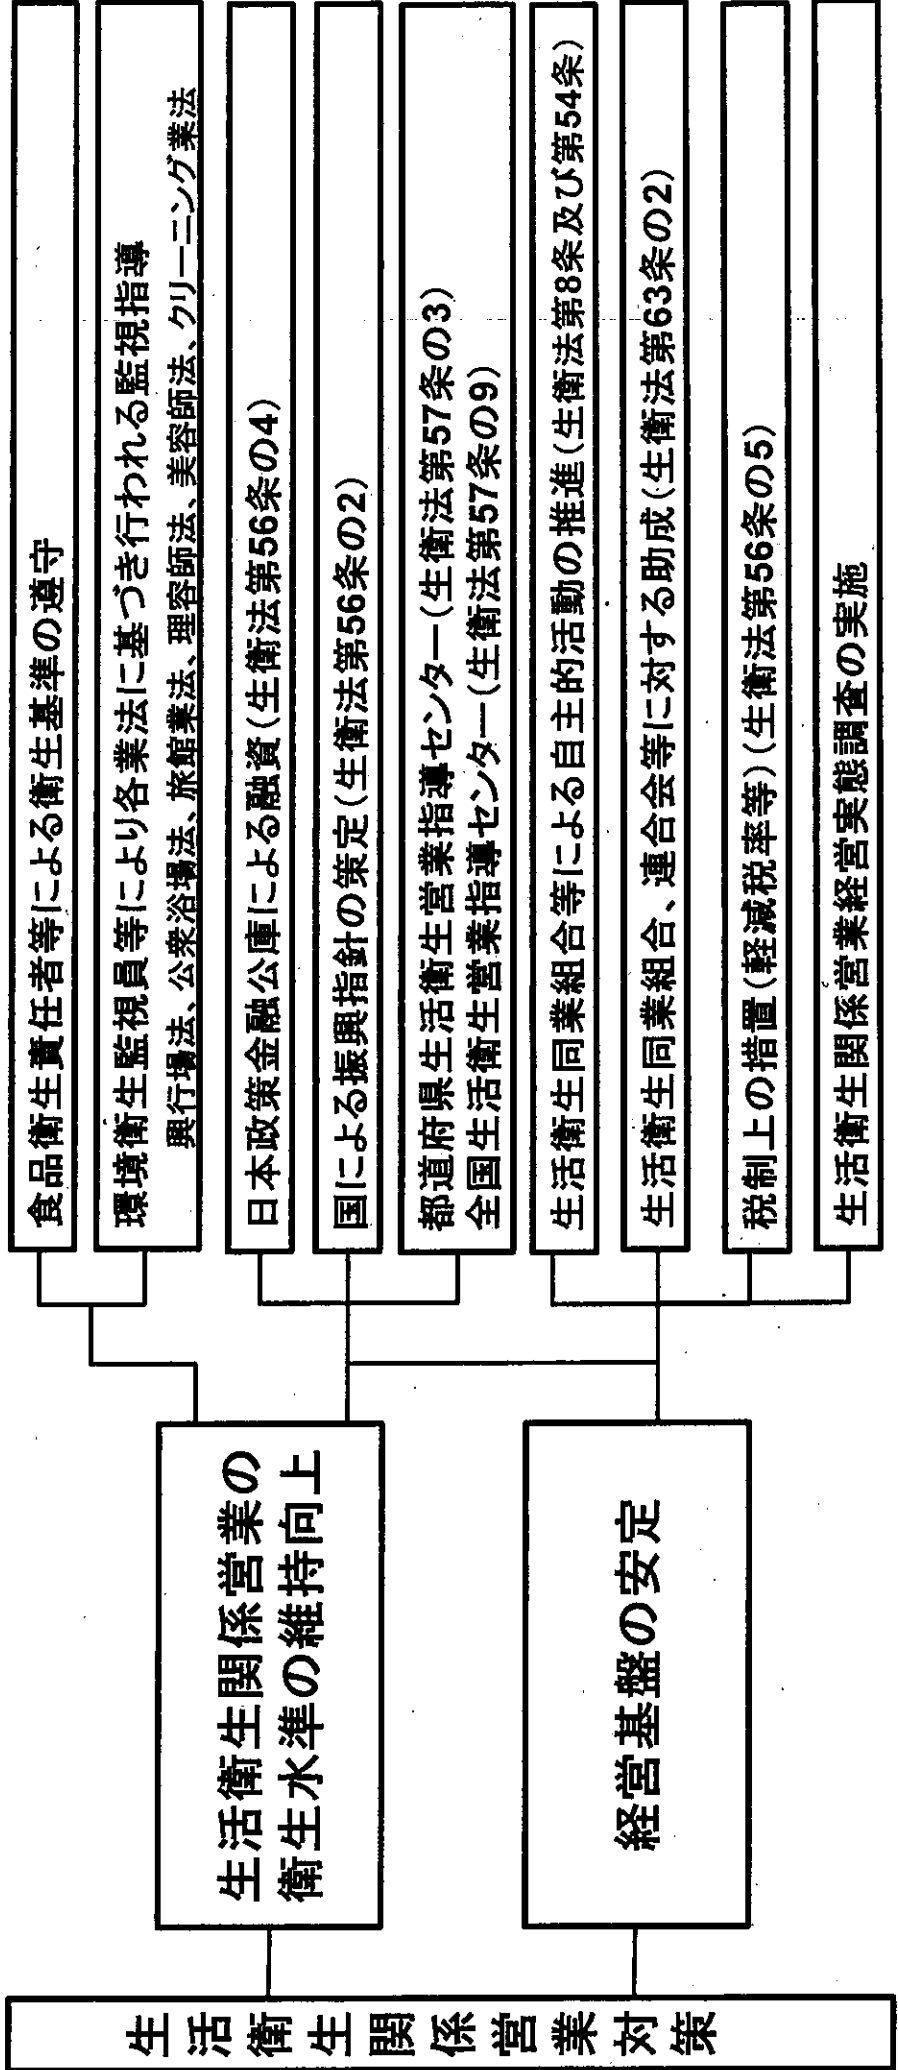 生活衛生関係営業対策
生活衛生関係営業の
衛生水準の維持向上
経営基盤の安定
食品衛生責任者等による衛生基準の遵守
環境衛生監視員等により各業法に基づき行われる監視指導
興行場法、公衆浴場法、旅館業法、理容師法、美容師法、クリーニング業法
日本政策金融公庫による融資(生衛法第56条の4)
国による振興指針の策定(生衛法第56条の2)
都道府県生活衛生営業指導センター(生衛法第57条の3)
全国生活衛生営業指導センター(生衛法第57条の9)
生活衛生同業組合等による自主的活動の推進(生衛法第8条及び第54条)
生活衛生同業組合、連合会等に対する助成(生衛法第63条の2)
税制上の措置(軽減税率等)(生衛法第56条の5)
生活衛生関係営業経営実態調査の実施